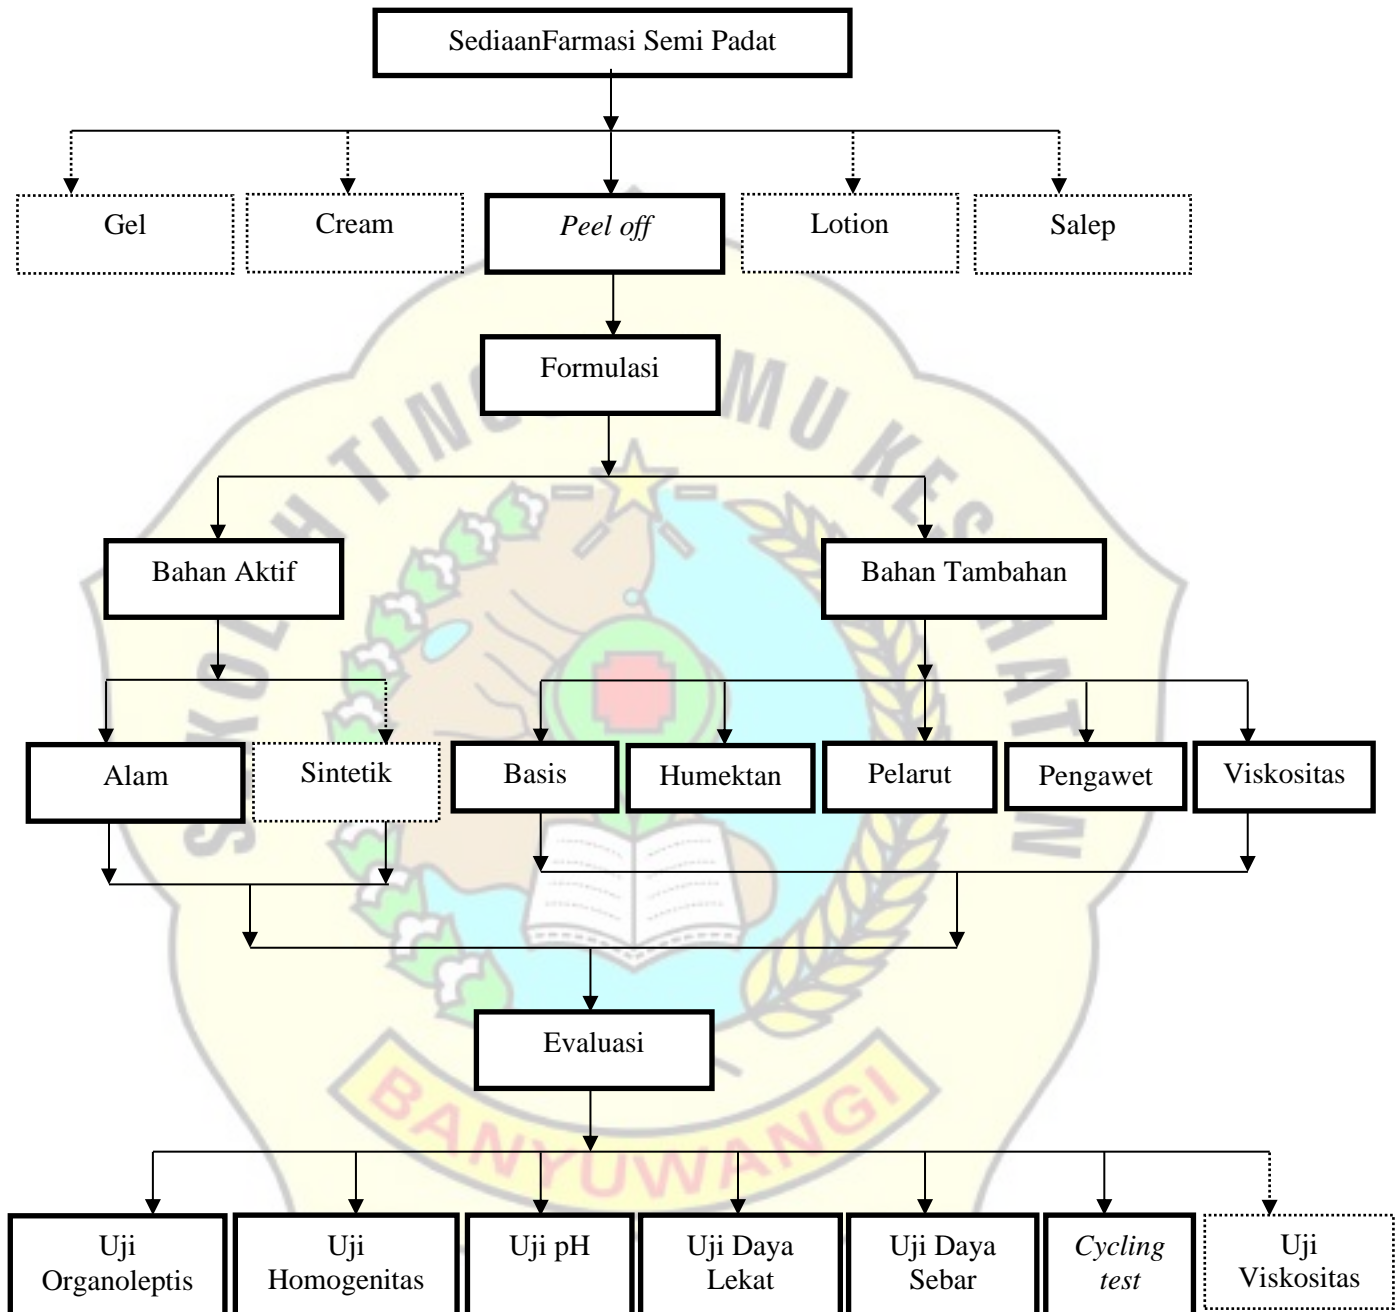 SediaanFarmasi Semi Padat
Gel
Cream
Peel off
Lotion
Salep
Formulasi
Bahan Aktif
Bahan Tambahan
Alam
Sintetik
Basis
Humektan
Pelarut
Pengawet
Viskositas
Evaluasi
BANYUWANGI
Uji
Organoleptis
Uji
Homogenitas
Uji pH
Uji Daya
Lekat
Uji Daya
Sebar
Cycling
test
Uji
Viskositas